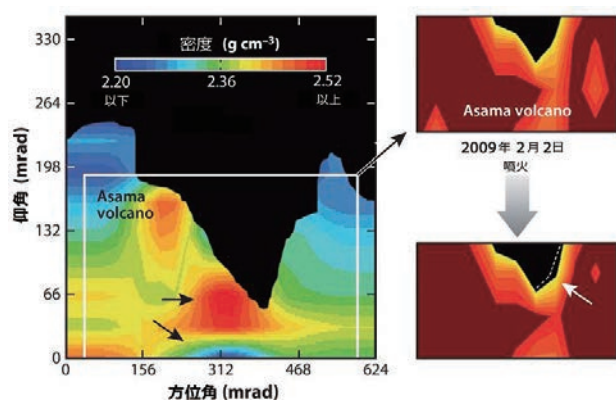 密度 (g cm⁻³)
2.20
2.36
2.52
以下
以上
Asama
volcano
仰角 (mrad)
330
264
198
132
66
0
0
156
312
468
624
方位角 (mrad)
Asama volcano
2009年 2月2日
噴火